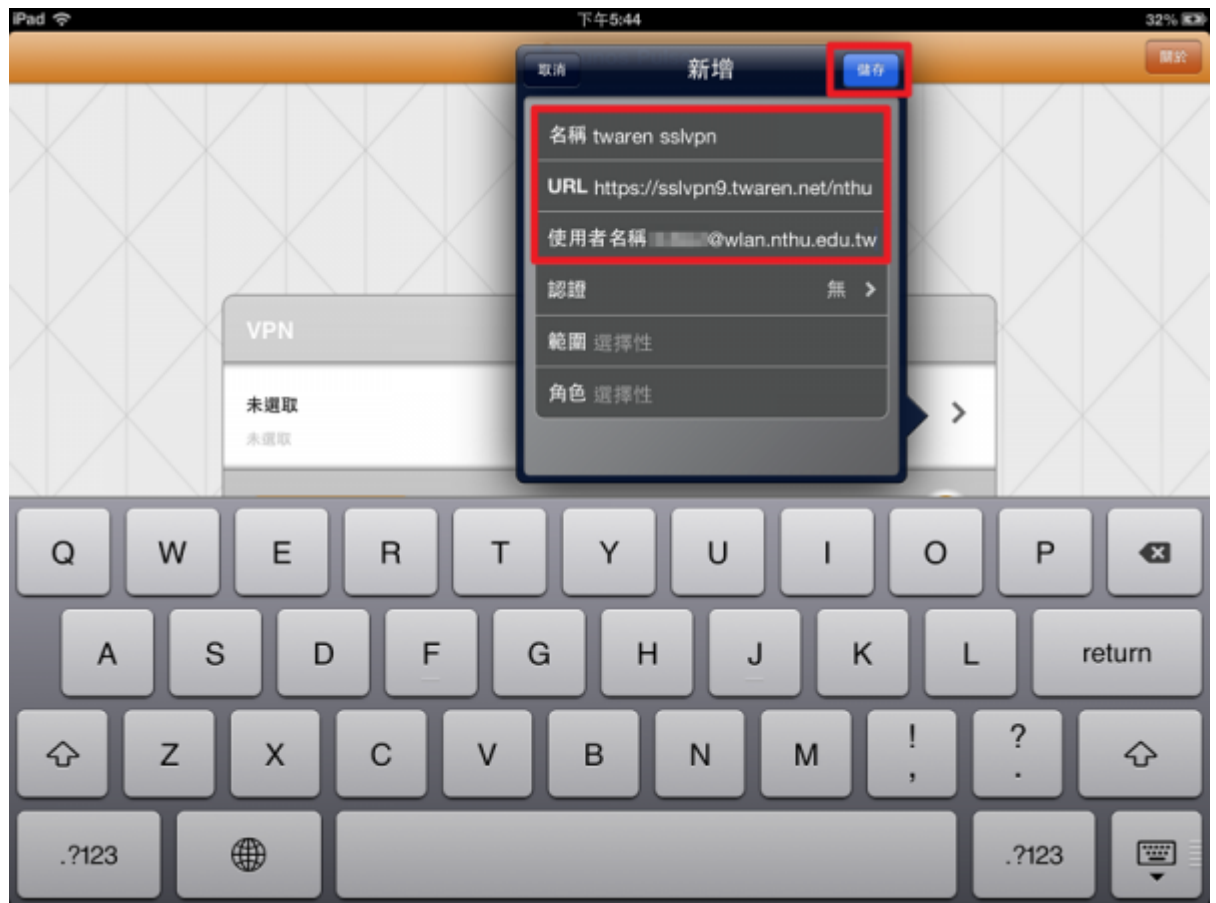 iPad 下午5:44 32%
取消 新增 儲存 關於
名稱 twaren sslvpn
URL https://sslvpn9.twaren.net/nthu
使用者名稱 @wlan.nthu.edu.tw
認證 無
範圍 選擇性
角色 選擇性
VPN
未選取
未選取
Q W E R T Y U I O P
A S D F G H J K L return
Z X C V B N M ! , ? .
.?123 .?123